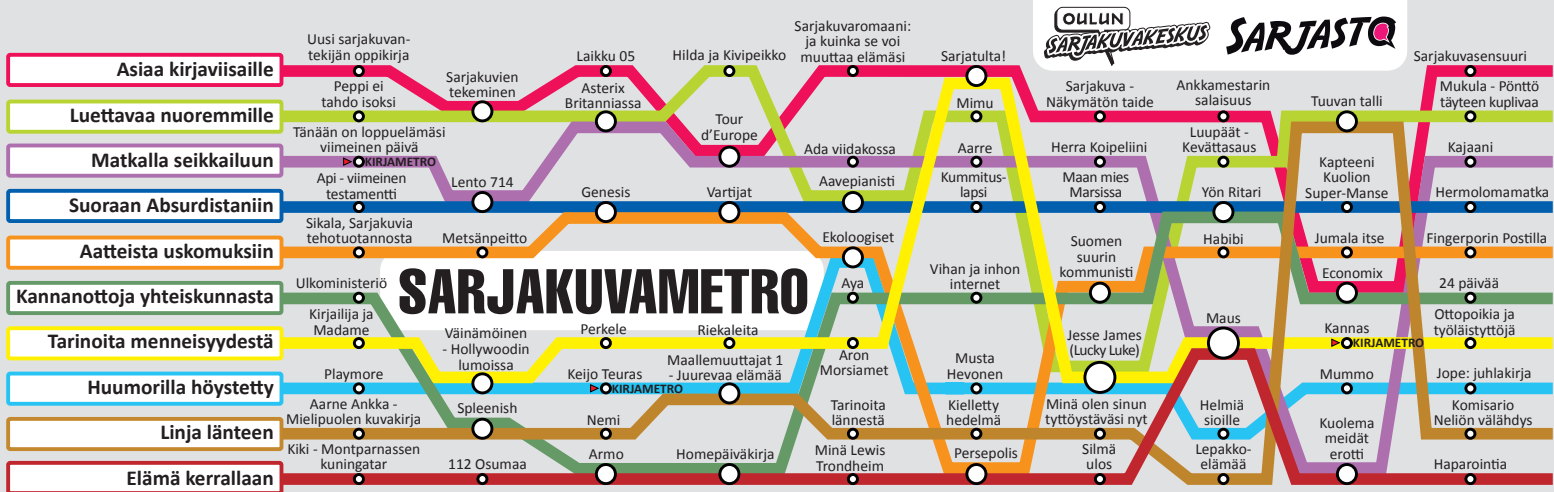 OULUN
SARJAKUVAKESKUS
SARJASTO
Asiaa kirjaviisaille
Uusi sarjakuvan-
tekijän oppikirja
Sarjakuvien
tekeminen
Laikku 05
Hilda ja Kivipeikko
Sarjakuvaromaani:
ja kuinka se voi
muuttaa elämäsi
Sarjatulta!
Sarjakuva -
Näkymätön taide
Ankkamestarin
salaisuus
Sarjakuvasensuuri
Luettavaa nuoremmille
Peppi ei
tahdo isoksi
Asterix
Britanniassa
Tour
d'Europe
Mimu
Luupäät -
Kevättasaus
Tuuvan talli
Mukula - Pönttö
täyteen kuplivaa
Matkalla seikkailuun
Tänään on loppuelämäsi
viimeinen päivä
KIRJAMETRO
Lento 714
Ada viidakossa
Aarre
Herra Koipeliini
Kajaani
Suoraan Absurdistaniin
Api - viimeinen
testamentti
Genesis
Vartijat
Aavepianisti
Kummitus-
lapsi
Maan mies
Marsissa
Yön Ritari
Kapteeni
Kuolion
Super-Manse
Hermolomamatka
Aatteista uskomuksiin
Sikala, Sarjakuvia
tehotuotannosta
Metsänpeitto
Ekoloogiset
Suomen
suurin
kommunisti
Habibi
Jumala itse
Fingerporin Postilla
SARJAKUVAMETRO
Kannanottoja yhteiskunnasta
Ulkoministeriö
Aya
Vihan ja inhon
internet
Economix
24 päivää
Tarinoita menneisyydestä
Kirjailija ja
Madame
Väinämöinen
- Hollywoodin
lumoissa
Perkele
Riekaleita
Aron
Morsiamet
Jesse James
(Lucky Luke)
Maus
Kannas
KIRJAMETRO
Ottopoikia ja
työläistyttöjä
Huumorilla höystetty
Playmore
Keijo Teuras
KIRJAMETRO
Maallemuuttajat 1
- Juurevaa elämää
Musta
Hevonen
Helmiä
sioille
Mummo
Jope: juhlakirja
Linja länteen
Aarne Ankka -
Mielipuolen kuvakirja
Spleenish
Nemi
Tarinoita
lännestä
Kielletty
hedelmä
Minä olen sinun
tyttöystäväsi nyt
Lepakko-
elämää
Komisario
Neliön välähdys
Elämä kerrallaan
Kiki - Montparnassen
kuningatar
112 Osumaa
Armo
Homepäiväkirja
Minä Lewis
Trondheim
Persepolis
Silmä
ulos
Kuolema
meidät
erotti
Haparointia